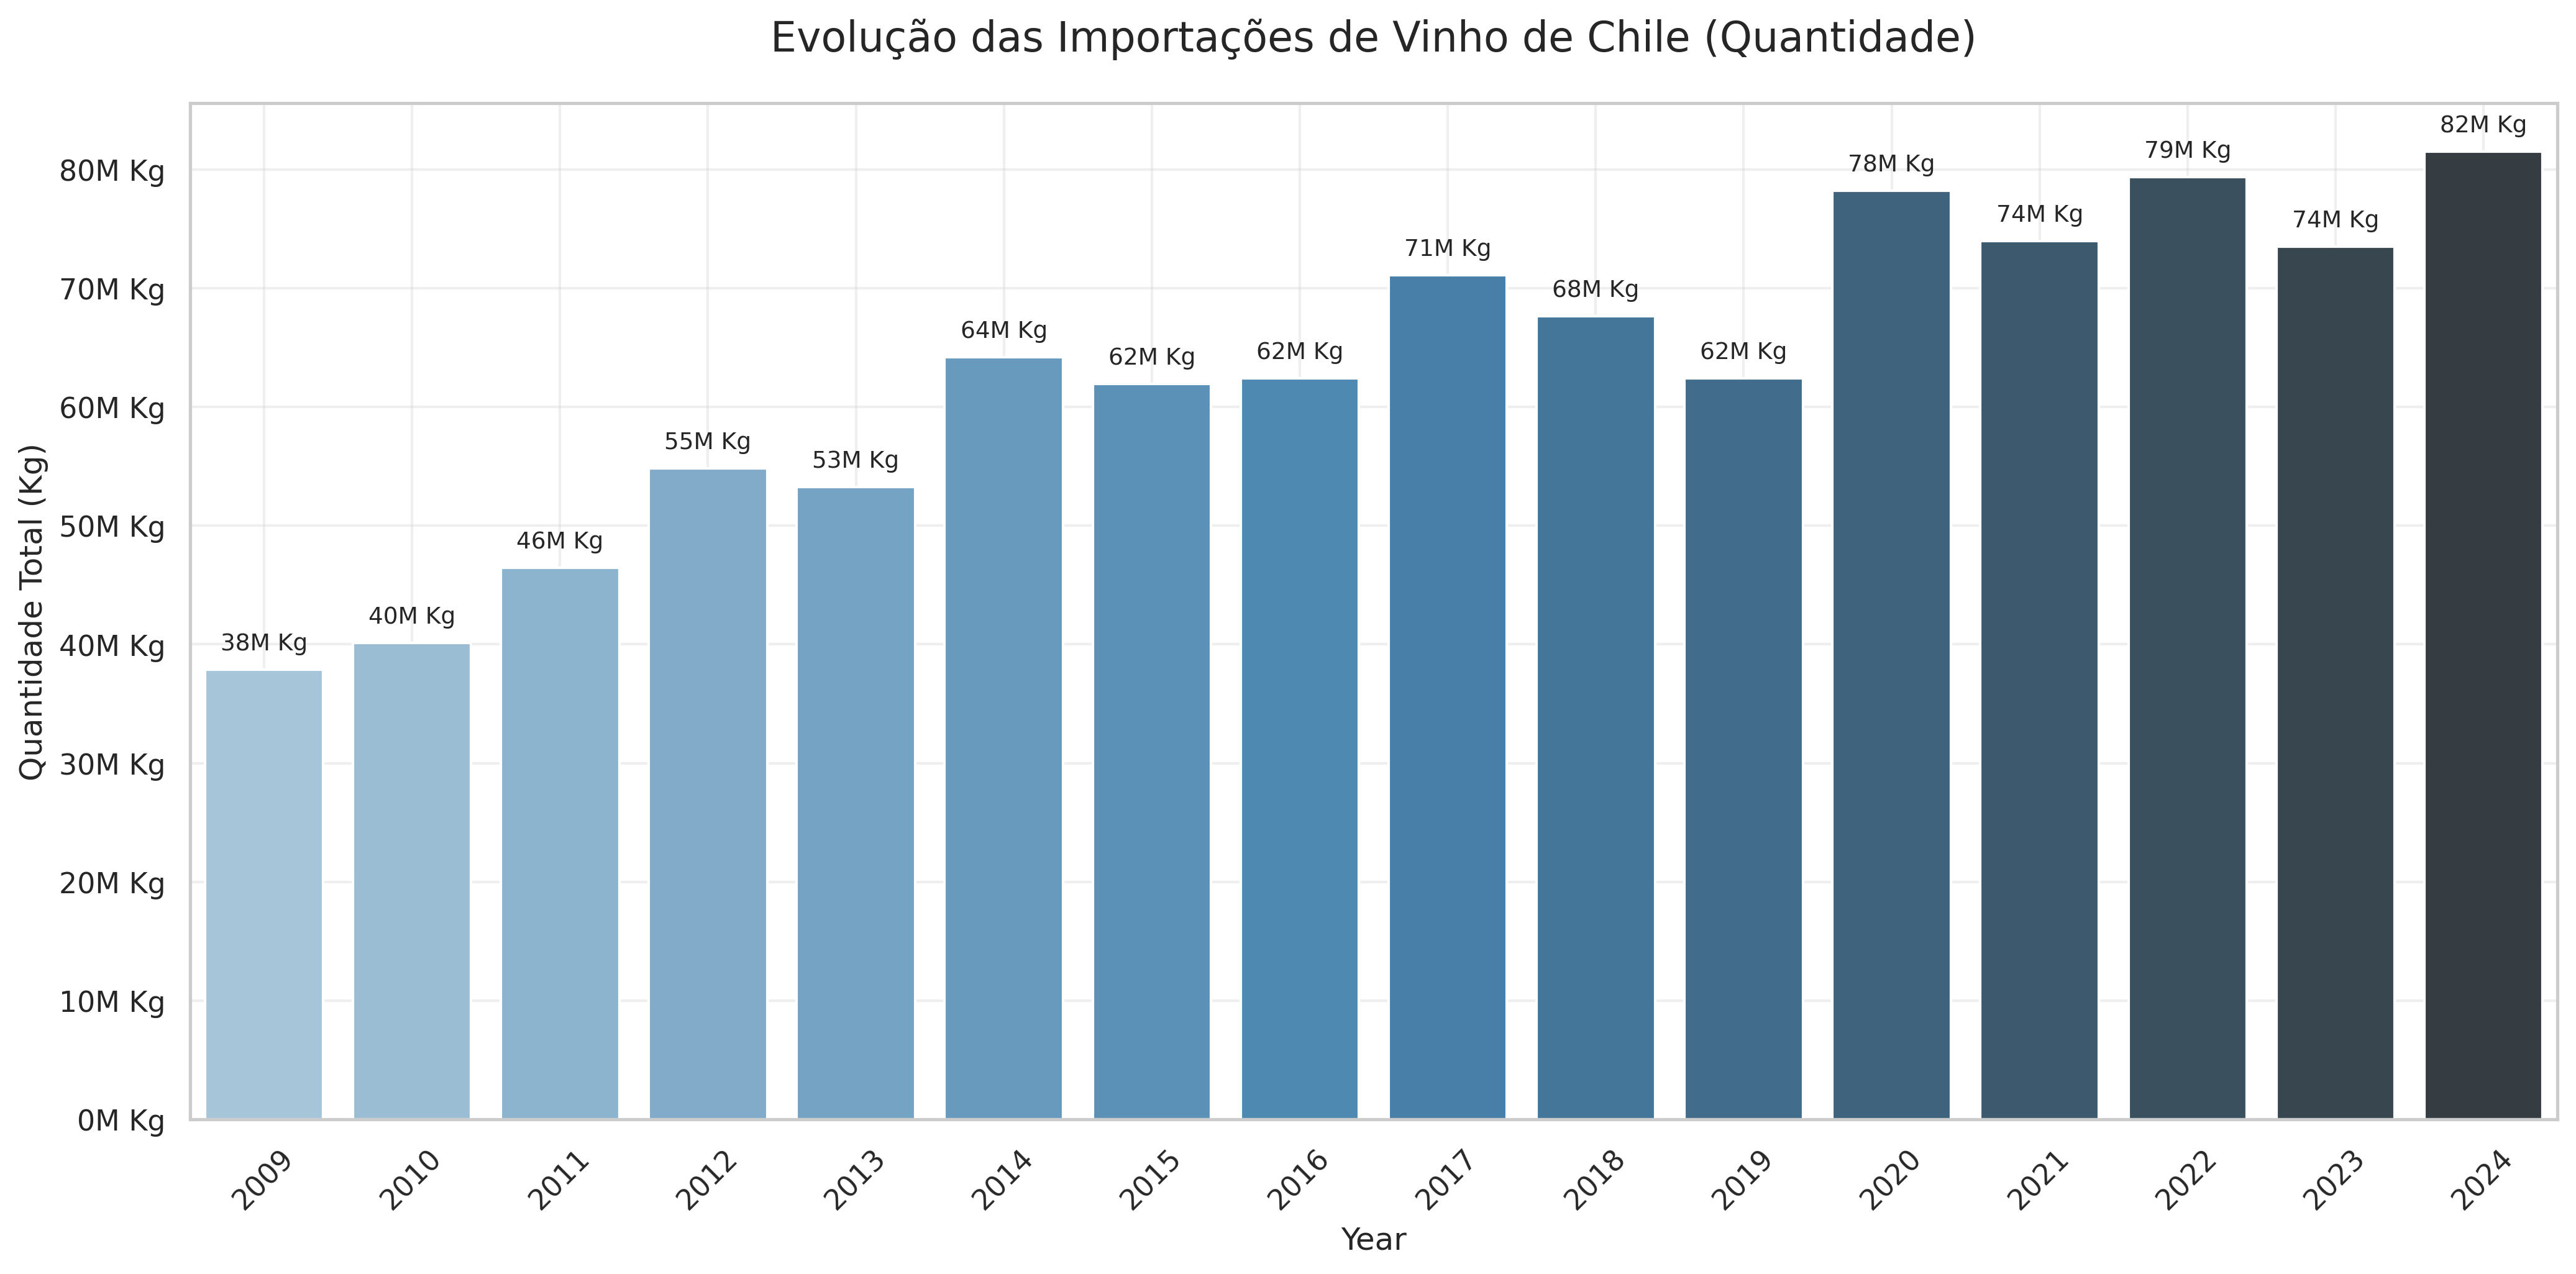 Evolução das Importações de Vinho de Chile (Quantidade)
Quantidade Total (Kg)
80M Kg
70M Kg
60M Kg
50M Kg
40M Kg
30M Kg
20M Kg
10M Kg
0M Kg
38M Kg
40M Kg
46M Kg
55M Kg
53M Kg
64M Kg
62M Kg
62M Kg
71M Kg
68M Kg
62M Kg
78M Kg
74M Kg
79M Kg
74M Kg
82M Kg
2009
2010
2011
2012
2013
2014
2015
2016
2017
2018
2019
2020
2021
2022
2023
2024
Year